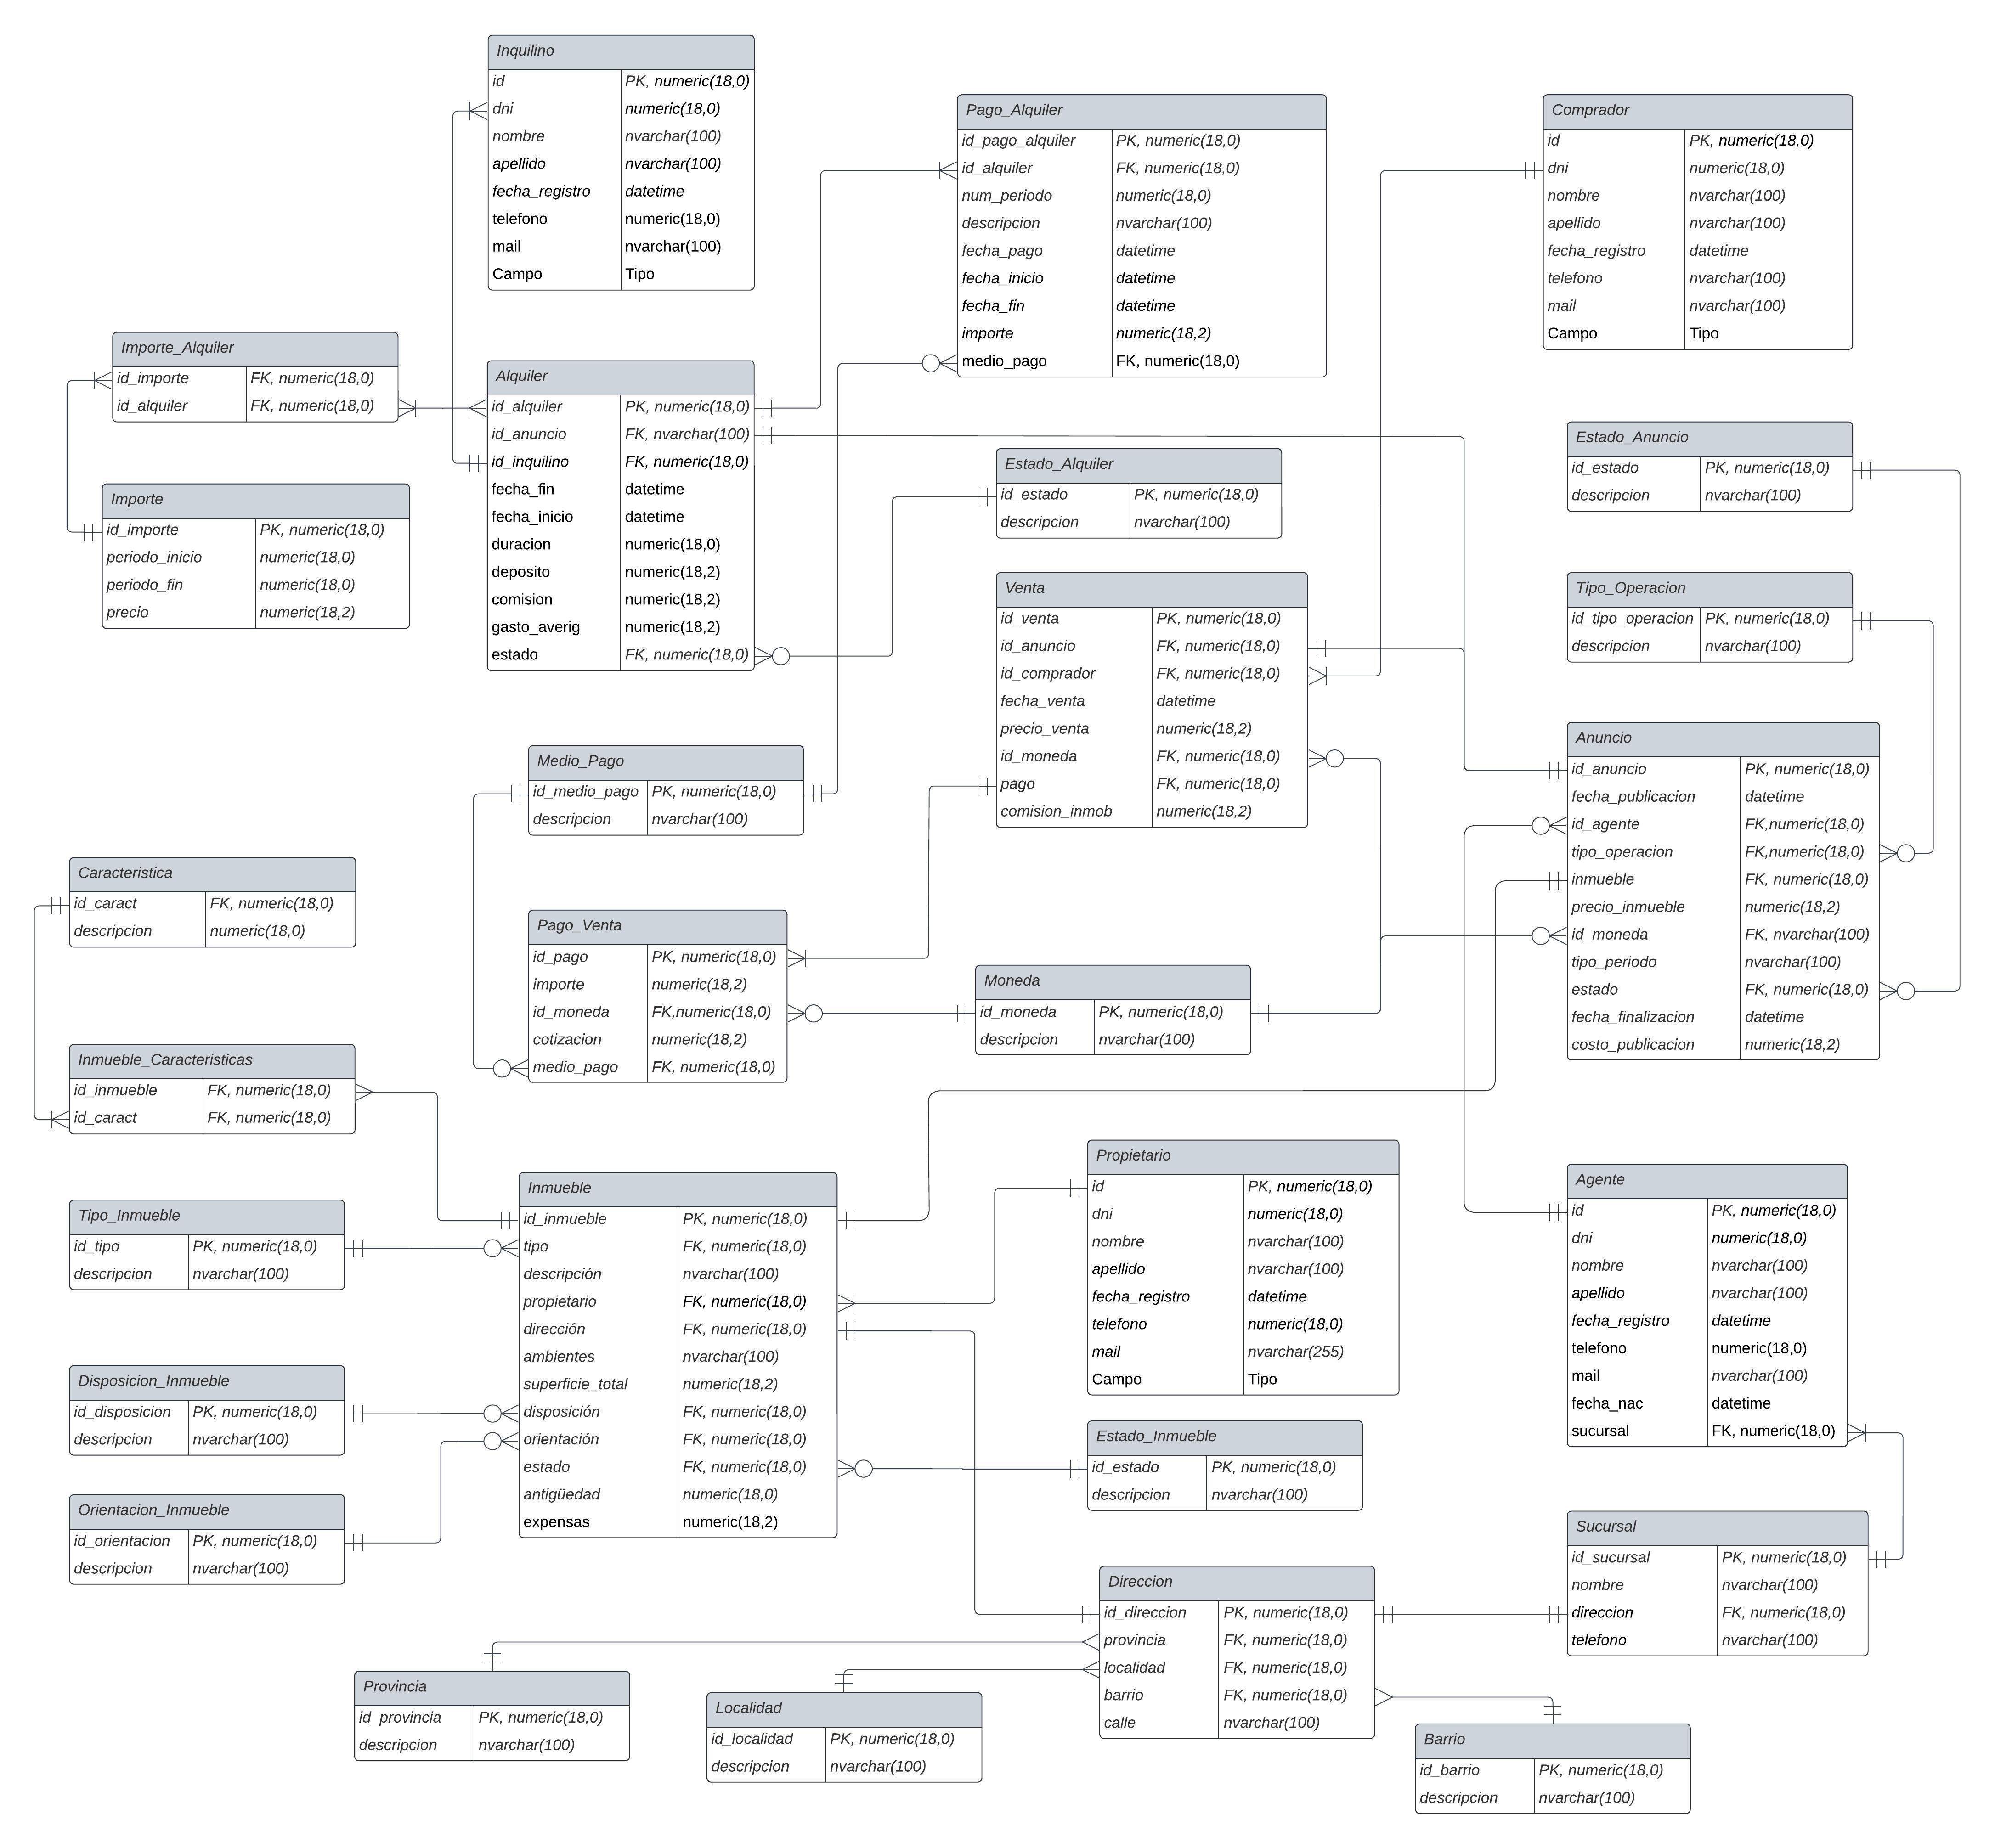 Inquilino
id PK, numeric(18,0)
dni numeric(18,0)
nombre nvarchar(100)
apellido nvarchar(100)
fecha_registro datetime
telefono numeric(18,0)
mail nvarchar(100)
Campo Tipo
Pago_Alquiler
id_pago_alquiler PK, numeric(18,0)
id_alquiler FK, numeric(18,0)
num_periodo numeric(18,0)
descripcion nvarchar(100)
fecha_pago datetime
fecha_inicio datetime
fecha_fin datetime
importe numeric(18,2)
medio_pago FK, numeric(18,0)
Comprador
id PK, numeric(18,0)
dni numeric(18,0)
nombre nvarchar(100)
apellido nvarchar(100)
fecha_registro datetime
telefono nvarchar(100)
mail nvarchar(100)
Campo Tipo
Importe_Alquiler
id_importe FK, numeric(18,0)
id_alquiler FK, numeric(18,0)
Alquiler
id_alquiler PK, numeric(18,0)
id_anuncio FK, nvarchar(100)
id_inquilino FK, numeric(18,0)
fecha_fin datetime
fecha_inicio datetime
duracion numeric(18,0)
deposito numeric(18,2)
comision numeric(18,2)
gasto_averig numeric(18,2)
estado FK, numeric(18,0)
Importe
id_importe PK, numeric(18,0)
periodo_inicio numeric(18,0)
periodo_fin numeric(18,0)
precio numeric(18,2)
Estado_Alquiler
id_estado PK, numeric(18,0)
descripcion nvarchar(100)
Estado_Anuncio
id_estado PK, numeric(18,0)
descripcion nvarchar(100)
Venta
id_venta PK, numeric(18,0)
id_anuncio FK, numeric(18,0)
id_comprador FK, numeric(18,0)
fecha_venta datetime
precio_venta numeric(18,2)
id_moneda FK, numeric(18,0)
pago FK, numeric(18,0)
comision_inmob numeric(18,2)
Tipo_Operacion
id_tipo_operacion PK, numeric(18,0)
descripcion nvarchar(100)
Anuncio
id_anuncio PK, numeric(18,0)
fecha_publicacion datetime
id_agente FK,numeric(18,0)
tipo_operacion FK,numeric(18,0)
inmueble FK, numeric(18,0)
precio_inmueble numeric(18,2)
id_moneda FK, nvarchar(100)
tipo_periodo nvarchar(100)
estado FK, numeric(18,0)
fecha_finalizacion datetime
costo_publicacion numeric(18,2)
Medio_Pago
id_medio_pago PK, numeric(18,0)
descripcion nvarchar(100)
Caracteristica
id_caract FK, numeric(18,0)
descripcion numeric(18,0)
Pago_Venta
id_pago PK, numeric(18,0)
importe numeric(18,2)
id_moneda FK,numeric(18,0)
cotizacion numeric(18,2)
medio_pago FK, numeric(18,0)
Moneda
id_moneda PK, numeric(18,0)
descripcion nvarchar(100)
Inmueble_Caracteristicas
id_inmueble FK, numeric(18,0)
id_caract FK, numeric(18,0)
Propietario
id PK, numeric(18,0)
dni numeric(18,0)
nombre nvarchar(100)
apellido nvarchar(100)
fecha_registro datetime
telefono numeric(18,0)
mail nvarchar(255)
Campo Tipo
Agente
id PK, numeric(18,0)
dni numeric(18,0)
nombre nvarchar(100)
apellido nvarchar(100)
fecha_registro datetime
telefono numeric(18,0)
mail nvarchar(100)
fecha_nac datetime
sucursal FK, numeric(18,0)
Inmueble
id_inmueble PK, numeric(18,0)
tipo FK, numeric(18,0)
descripción nvarchar(100)
propietario FK, numeric(18,0)
dirección FK, numeric(18,0)
ambientes nvarchar(100)
superficie_total numeric(18,2)
disposición FK, numeric(18,0)
orientación FK, numeric(18,0)
estado FK, numeric(18,0)
antigüedad numeric(18,0)
expensas numeric(18,2)
Tipo_Inmueble
id_tipo PK, numeric(18,0)
descripcion nvarchar(100)
Disposicion_Inmueble
id_disposicion PK, numeric(18,0)
descripcion nvarchar(100)
Estado_Inmueble
id_estado PK, numeric(18,0)
descripcion nvarchar(100)
Orientacion_Inmueble
id_orientacion PK, numeric(18,0)
descripcion nvarchar(100)
Sucursal
id_sucursal PK, numeric(18,0)
nombre nvarchar(100)
direccion FK, numeric(18,0)
telefono nvarchar(100)
Direccion
id_direccion PK, numeric(18,0)
provincia FK, numeric(18,0)
localidad FK, numeric(18,0)
barrio FK, numeric(18,0)
calle nvarchar(100)
Provincia
id_provincia PK, numeric(18,0)
descripcion nvarchar(100)
Localidad
id_localidad PK, numeric(18,0)
descripcion nvarchar(100)
Barrio
id_barrio PK, numeric(18,0)
descripcion nvarchar(100)